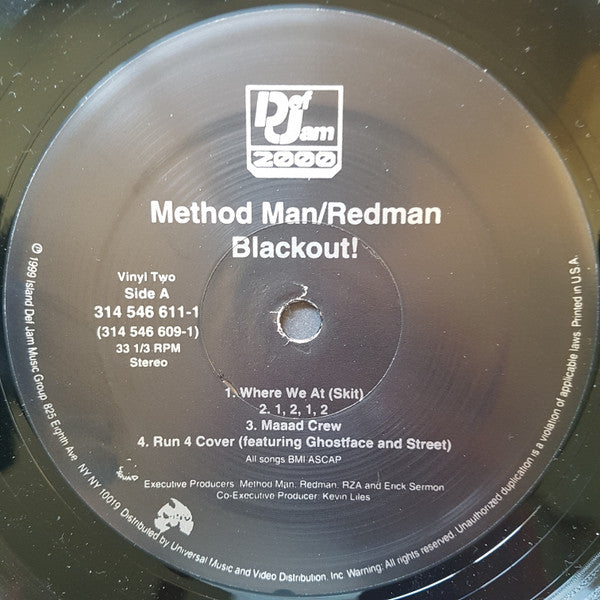 Def Jam
2000
Method Man/Redman
Blackout!
Vinyl Two
Side A
314 546 611-1
(314 546 609-1)
33 1/3 RPM
Stereo
1. Where We At (Skit)
2. 1, 2, 1, 2
3. Maaad Crew
4. Run 4 Cover (featuring Ghostface and Street)
All songs BMI ASCAP
Executive Producers: Method Man, Redman, RZA and Erick Sermon
Co-Executive Producer: Kevin Liles
℗ 1999 Island Def Jam Music Group 825 Eighth Ave. NY NY 10019 Distributed by Universal Music and Video Distribution, Inc. Warning: All rights reserved. Unauthorized duplication is a violation of applicable laws. Printed in U.S.A.